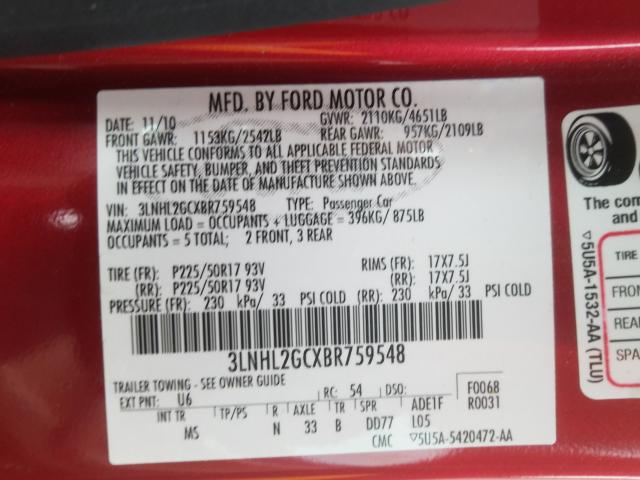 MFD. BY FORD MOTOR CO.
DATE: 11/10 GVWR: 2110KG/4651LB
FRONT GAWR: 1153KG/2542LB REAR GAWR: 957KG/2109LB
THIS VEHICLE CONFORMS TO ALL APPLICABLE FEDERAL MOTOR
VEHICLE SAFETY, BUMPER, AND THEFT PREVENTION STANDARDS
IN EFFECT ON THE DATE OF MANUFACTURE SHOWN ABOVE.
VIN: 3LNHL2GCXBR759548 TYPE: Passenger Car
MAXIMUM LOAD = OCCUPANTS + LUGGAGE = 396KG/ 875LB
OCCUPANTS = 5 TOTAL; 2 FRONT, 3 REAR
TIRE (FR): P225/50R17 93V RIMS (FR): 17X7.5J
(RR): P225/50R17 93V (RR): 17X7.5J
PRESSURE (FR): 230 kPa/ 33 PSI COLD (RR): 230 kPa/ 33 PSI COLD
3LNHL2GCXBR759548
TRAILER TOWING - SEE OWNER GUIDE
EXT PNT: U6 RC: 54 DSO: F0068
R0031
INT TR TP/PS R AXLE TR SPR ADE1F
M5 N 33 B DD77 L05
CMC ▽5U5A-5420472-AA
The com
▽5U5A-1532-AA (TLU)
TIRE
FRO
REA
SPA